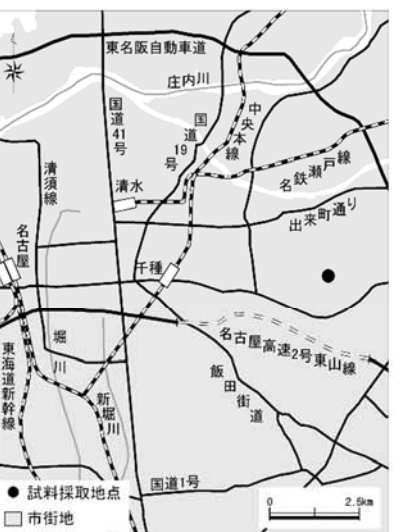 東名阪自動車道
庄内川
国道41号
国道19号
中央本線
清須線
清水
名鉄瀬戸線
出来町通り
名古屋
千種
名古屋高速2号東山線
堀川
東海道新幹線
飯田街道
新堀川
国道1号
試料採取地点
市街地
0 2.5km